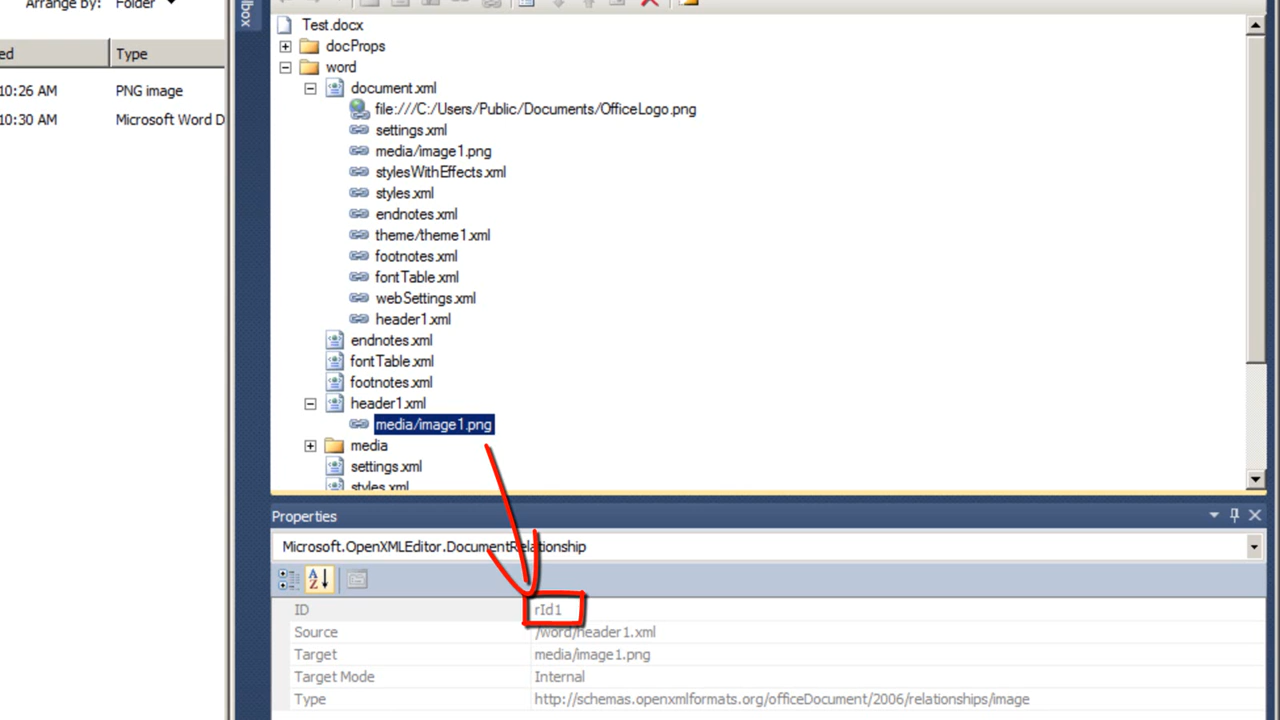 Arrange by: Folder
ed Type
10:26 AM PNG image
10:30 AM Microsoft Word D
lbox
Test.docx
docProps
word
document.xml
file:///C:/Users/Public/Documents/OfficeLogo.png
settings.xml
media/image1.png
stylesWithEffects.xml
styles.xml
endnotes.xml
theme/theme1.xml
footnotes.xml
fontTable.xml
webSettings.xml
header1.xml
endnotes.xml
fontTable.xml
footnotes.xml
header1.xml
media/image1.png
media
settings.xml
styles.xml
Properties
Microsoft.OpenXMLEditor.DocumentRelationship
ID rId1
Source /word/header1.xml
Target media/image1.png
Target Mode Internal
Type http://schemas.openxmlformats.org/officeDocument/2006/relationships/image